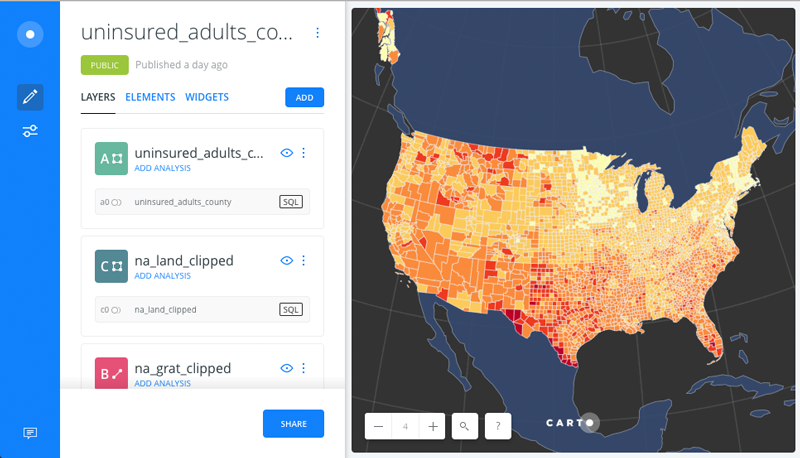 uninsured_adults_co...
PUBLIC Published a day ago
LAYERS ELEMENTS WIDGETS ADD
A uninsured_adults_c...
ADD ANALYSIS
a0 uninsured_adults_county SQL
C na_land_clipped
ADD ANALYSIS
c0 na_land_clipped SQL
B na_grat_clipped
ADD ANALYSIS
SHARE
− 4 + ?
CARTO